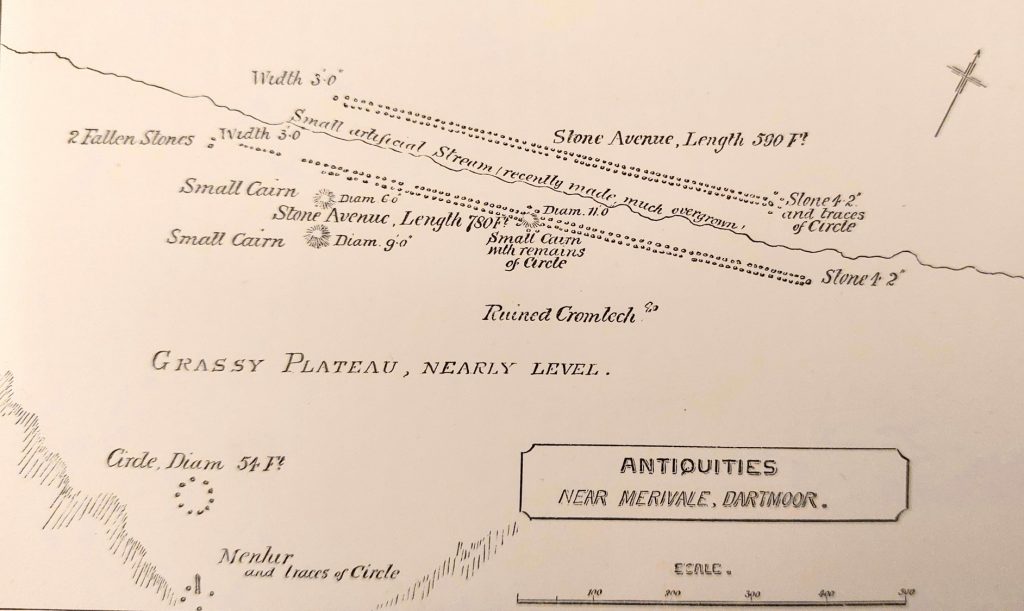 Width 3'·0"
Small artificial Stream (recently made, much overgrown)
Stone Avenue, Length 590 Ft
2 Fallen Stones
Width 3·0
Small Cairn
Diam 6·0"
Stone 4·2"
and traces
of Circle
Stone Avenue, Length 780 Ft
Diam. 11·0
Small Cairn
Diam. 9'·0"
Small Cairn
with remains
of Circle
Stone 4·2"
Ruined Cromlech
GRASSY PLATEAU, NEARLY LEVEL.
Circle, Diam 54 Ft
ANTIQUITIES
NEAR MERIVALE, DARTMOOR.
Menhir
and traces of Circle
SCALE.
100 200 300 400 500